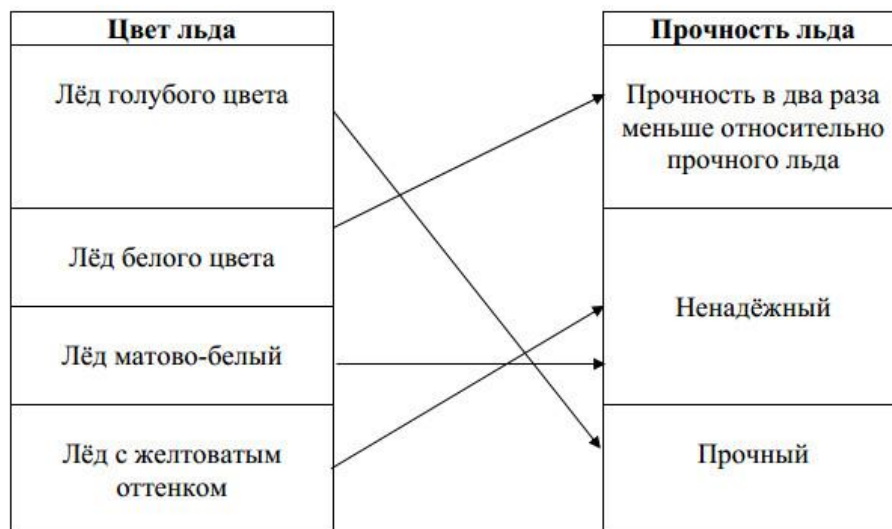 Цвет льда
Лёд голубого цвета
Лёд белого цвета
Лёд матово-белый
Лёд с желтоватым
оттенком
Прочность льда
Прочность в два раза
меньше относительно
прочного льда
Ненадёжный
Прочный